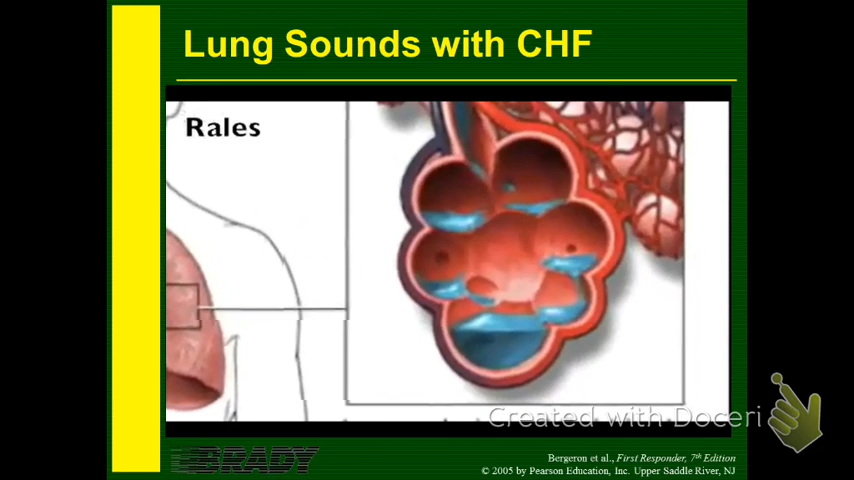 Lung Sounds with CHF
Rales
Created with Doceri
BRADY
Bergeron et al., First Responder, 7th Edition
© 2005 by Pearson Education, Inc. Upper Saddle River, NJ